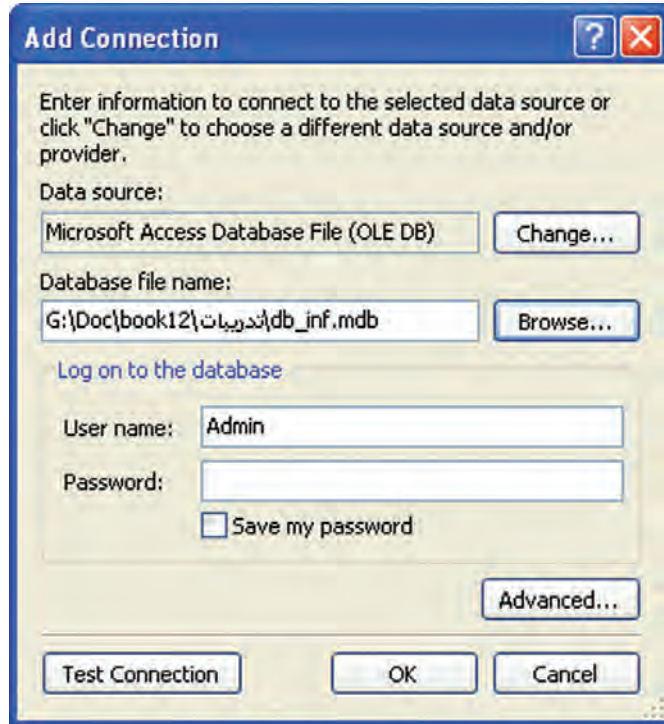 Add Connection
Enter information to connect to the selected data source or
click "Change" to choose a different data source and/or
provider.
Data source:
Microsoft Access Database File (OLE DB)
Change...
Database file name:
G:\Doc\book12\تدريبات\db_inf.mdb
Browse...
Log on to the database
User name:
Admin
Password:
Save my password
Advanced...
Test Connection
OK
Cancel